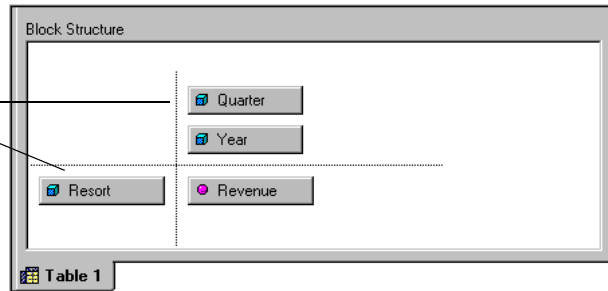 Block Structure
Quarter
Year
Resort Revenue
Table 1